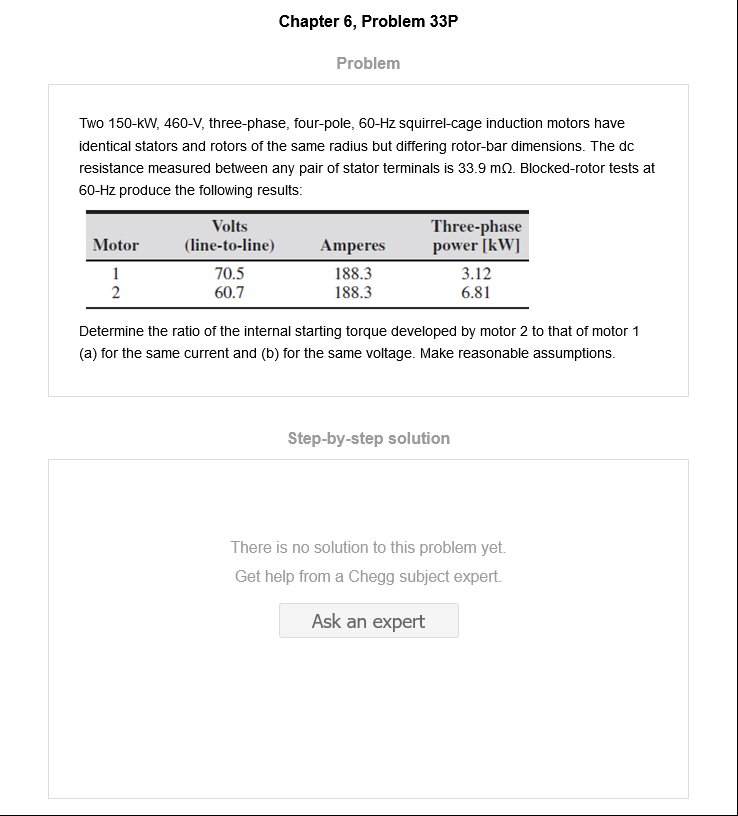 Chapter 6, Problem 33P
Problem
Two 150-kW, 460-V, three-phase, four-pole, 60-Hz squirrel-cage induction motors have
identical stators and rotors of the same radius but differing rotor-bar dimensions. The dc
resistance measured between any pair of stator terminals is 33.9 mΩ. Blocked-rotor tests at
60-Hz produce the following results:
Volts Three-phase
Motor (line-to-line) Amperes power [kW]
1 70.5 188.3 3.12
2 60.7 188.3 6.81
Determine the ratio of the internal starting torque developed by motor 2 to that of motor 1
(a) for the same current and (b) for the same voltage. Make reasonable assumptions.
Step-by-step solution
There is no solution to this problem yet.
Get help from a Chegg subject expert.
Ask an expert